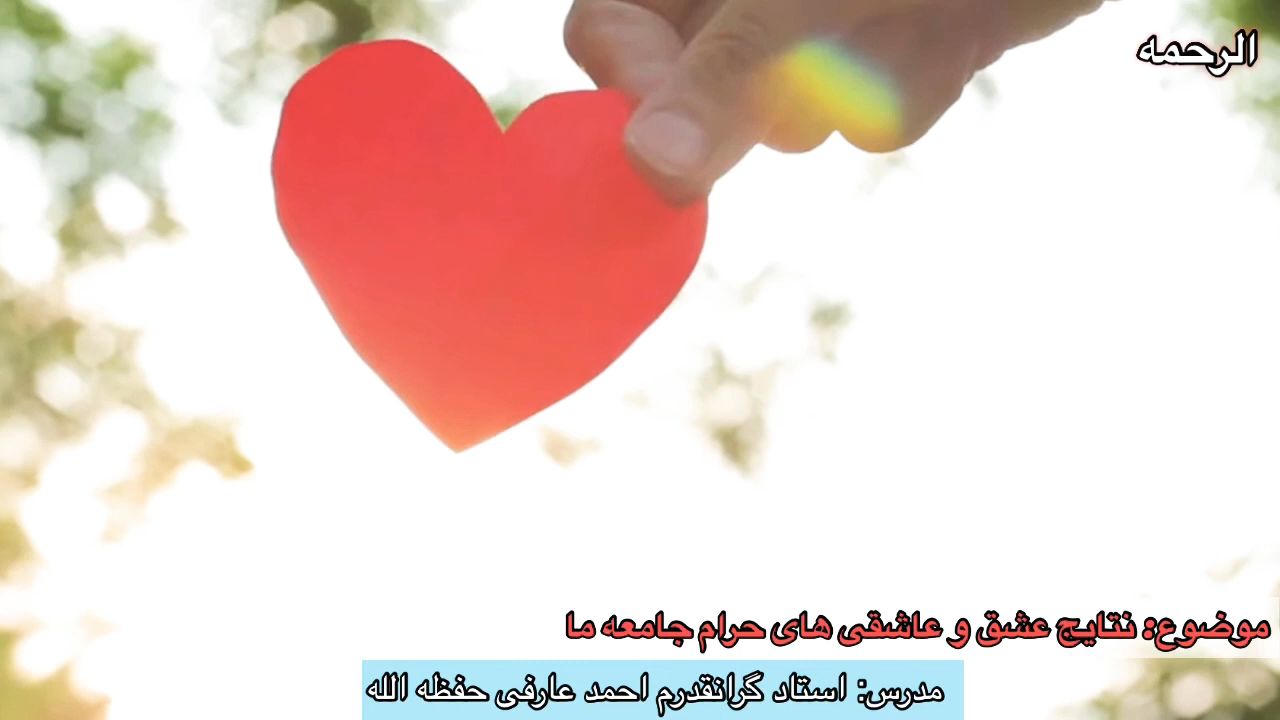 الرحمه
موضوع: نتایج عشق و عاشقی های حرام جامعه ما
مدرس: استاد گرانقدرم احمد عارفی حفظه الله